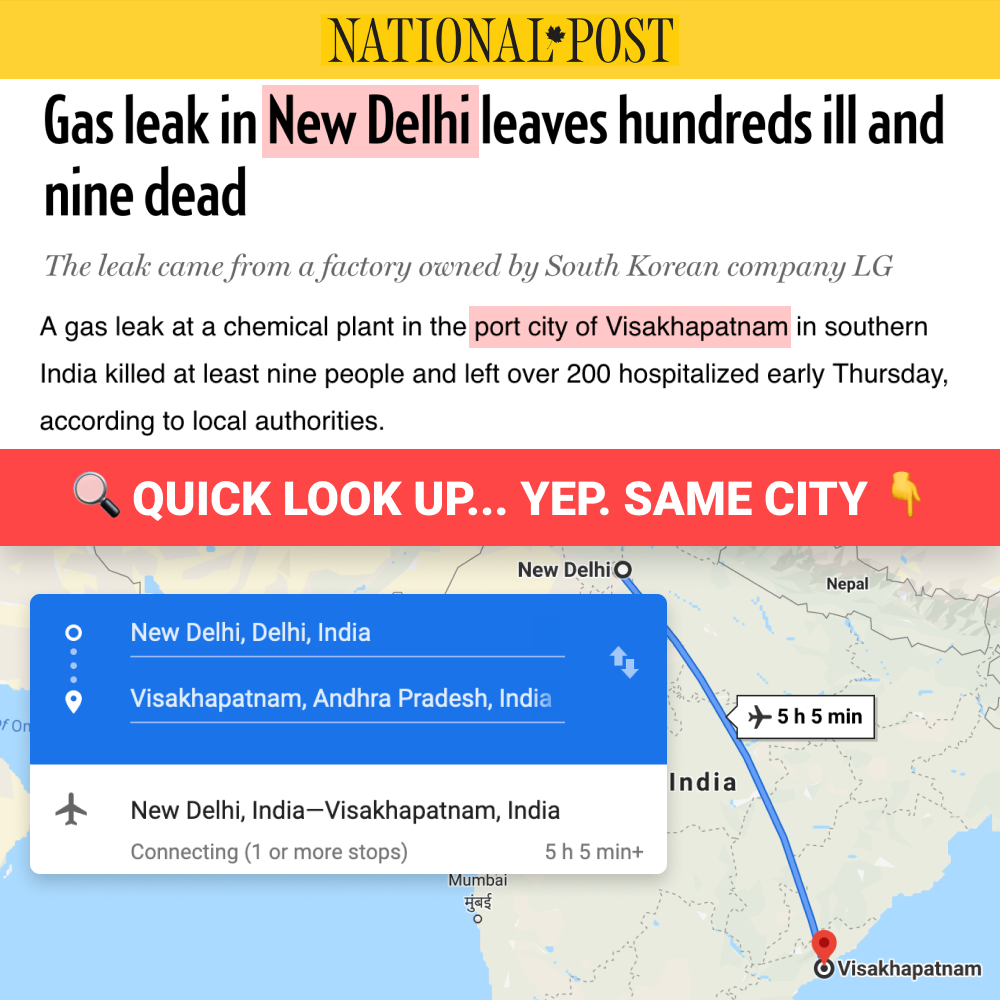 NATIONAL POST
Gas leak in New Delhi leaves hundreds ill and
nine dead
The leak came from a factory owned by South Korean company LG
A gas leak at a chemical plant in the port city of Visakhapatnam in southern
India killed at least nine people and left over 200 hospitalized early Thursday,
according to local authorities.
QUICK LOOK UP... YEP. SAME CITY
New Delhi
Nepal
New Delhi, Delhi, India
Visakhapatnam, Andhra Pradesh, India
of Om
5 h 5 min
India
New Delhi, India—Visakhapatnam, India
Connecting (1 or more stops) 5 h 5 min+
Mumbai
मुंबई
Visakhapatnam